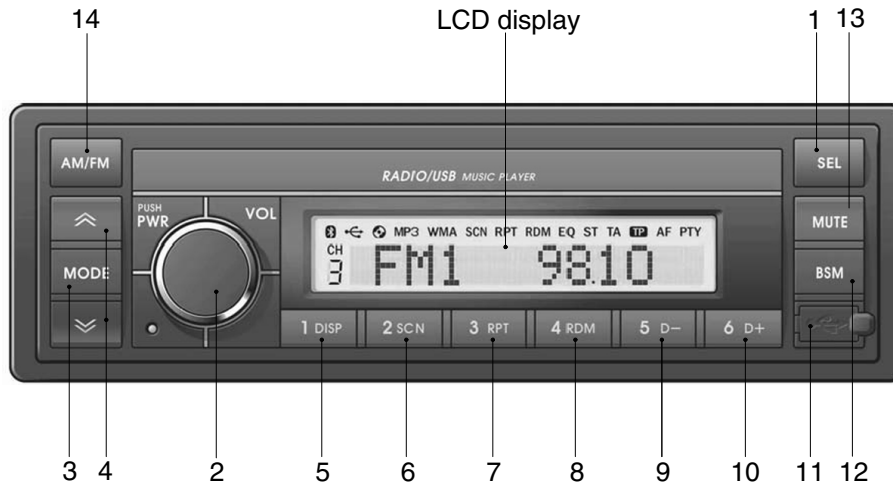 14 LCD display 1 13
AM/FM RADIO/USB MUSIC PLAYER SEL
PUSH
PWR VOL
MP3 WMA SCN RPT RDM EQ ST TA TP AF PTY
CH
3 FM1 98.10
MUTE
MODE BSM
1 DISP 2 SCN 3 RPT 4 RDM 5 D− 6 D+
3 4 2 5 6 7 8 9 10 11 12